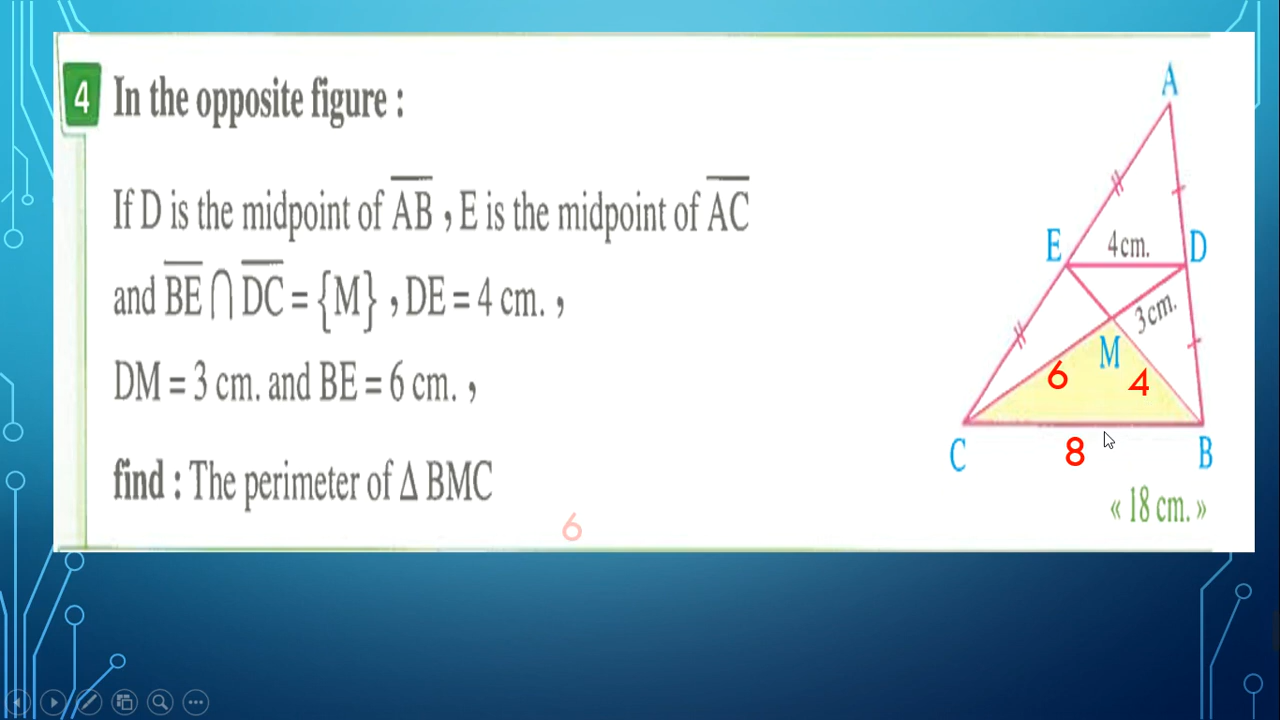 4 In the opposite figure :
If D is the midpoint of AB , E is the midpoint of AC
and BE ∩ DC = {M} , DE = 4 cm. ,
DM = 3 cm. and BE = 6 cm. ,
find : The perimeter of Δ BMC
6
A
E 4cm. D
3cm.
M
6 4
C 8 B
« 18 cm. »